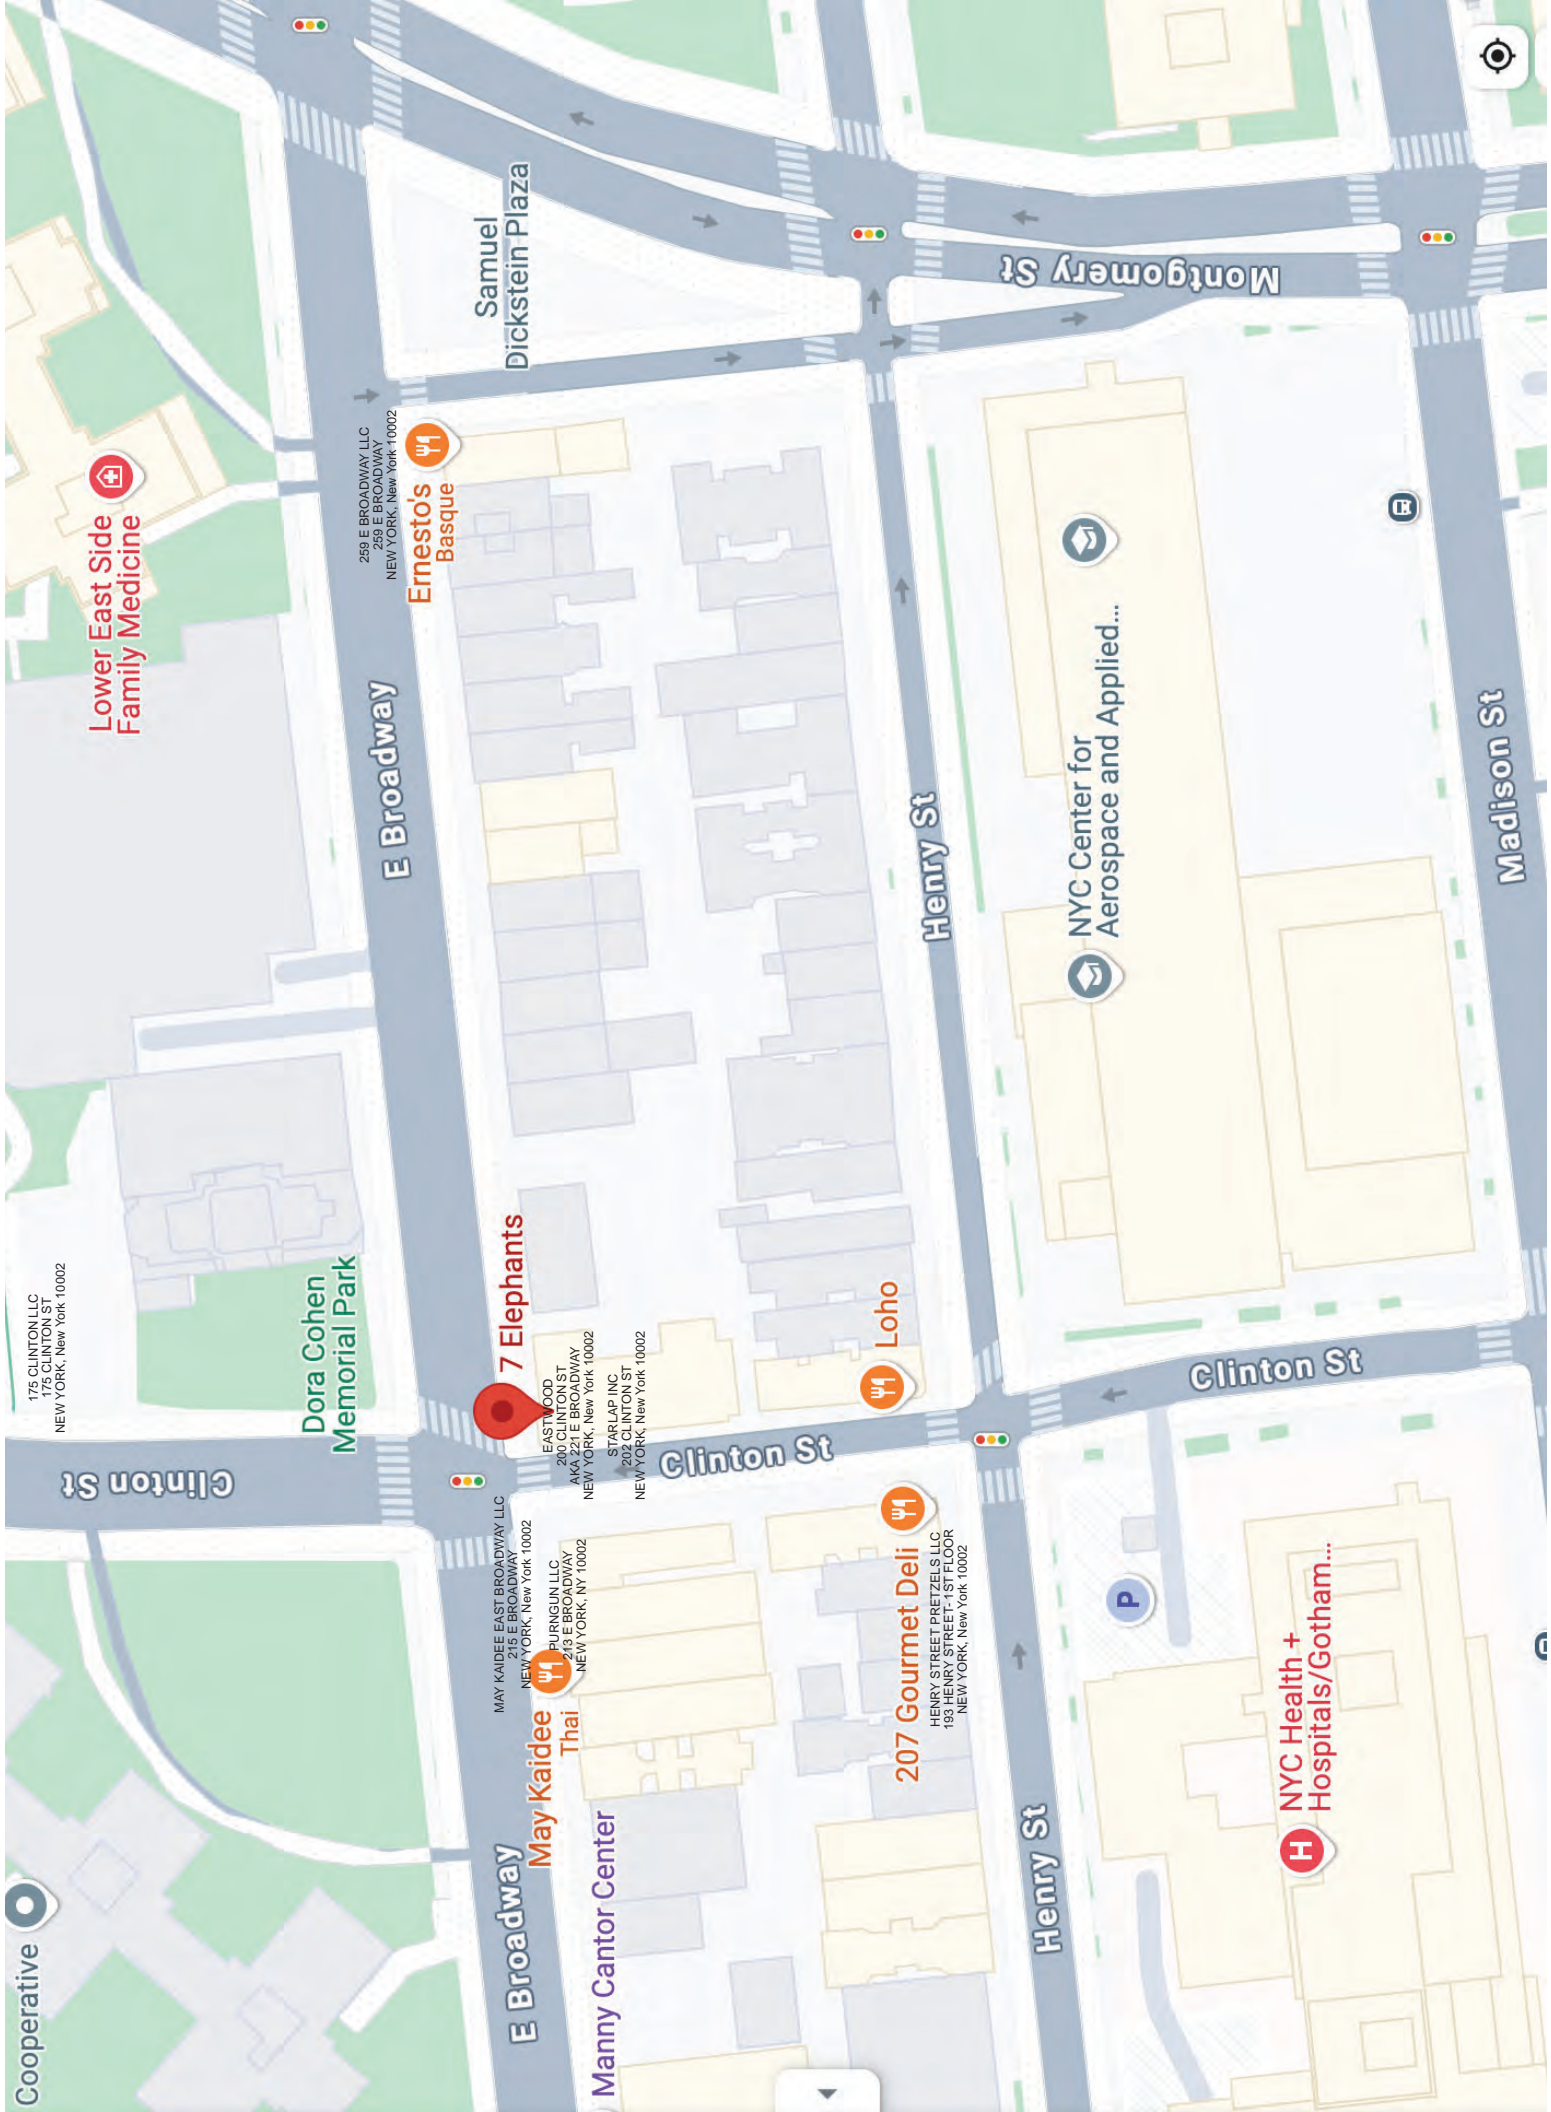 Cooperative
Lower East Side
Family Medicine
175 CLINTON LLC
175 CLINTON ST
NEW YORK, New York 10002
Clinton St
Dora Cohen
Memorial Park
E Broadway
E Broadway
259 E BROADWAY LLC
259 E BROADWAY
NEW YORK, New York 10002
Ernesto's
Basque
Samuel
Dickstein Plaza
7 Elephants
EASTWOOD
200 CLINTON ST
AKA 221 E BROADWAY
NEW YORK, New York 10002
STARLAP INC
202 CLINTON ST
NEW YORK, New York 10002
MAY KAIDEE EAST BROADWAY LLC
215 E BROADWAY
NEW YORK, New York 10002
PURNGUN LLC
213 E BROADWAY
NEW YORK, NY 10002
May Kaidee
Thai
Manny Cantor Center
Clinton St
Loho
207 Gourmet Deli
HENRY STREET PRETZELS LLC
193 HENRY STREET-1ST FLOOR
NEW YORK, New York 10002
Henry St
Henry St
Montgomery St
NYC Center for
Aerospace and Applied...
Clinton St
P
H
NYC Health +
Hospitals/Gotham...
Madison St